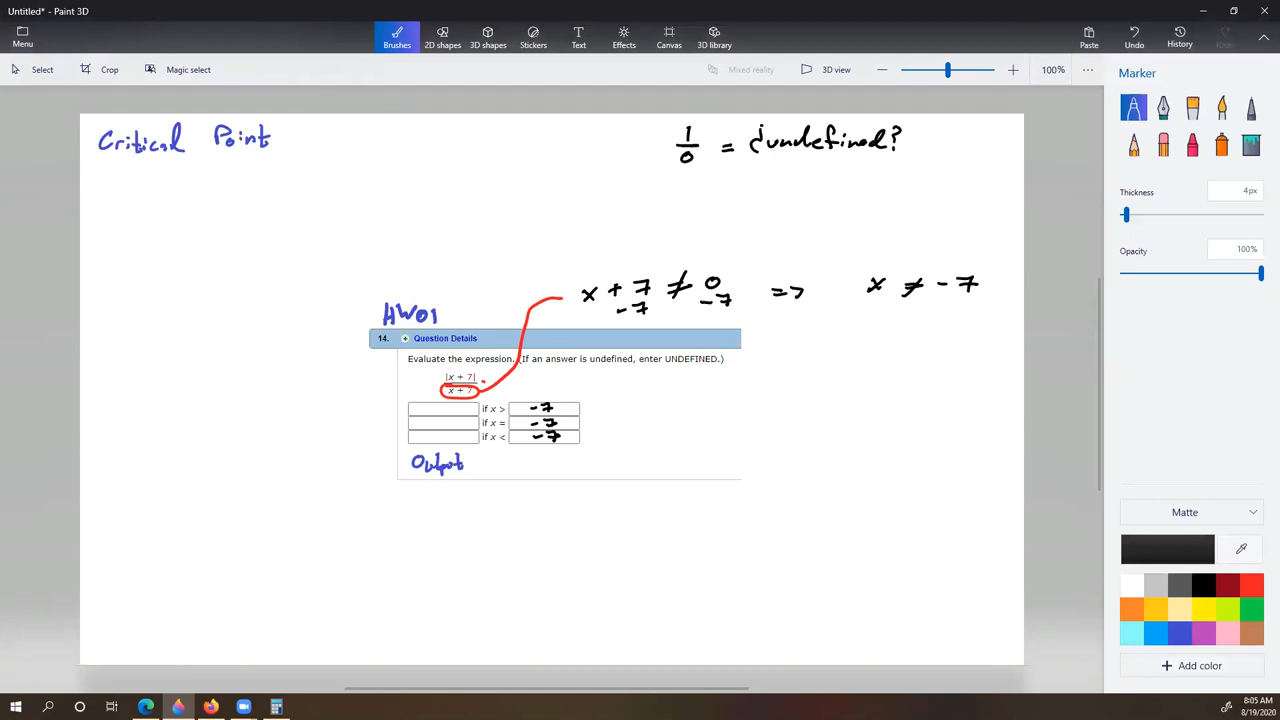 Untitled* - Paint 3D
Menu
Brushes
2D shapes
3D shapes
Stickers
Text
Effects
Canvas
3D library
Paste
Undo
History
Redo
Select
Crop
Magic select
Mixed reality
3D view
100%
Marker
Thickness
4px
Opacity
100%
Matte
Add color
Critical Point
1/0 = ¿undefined?
x + 7 ≠ 0 => x ≠ -7
-7 -7
HW01
14. Question Details
Evaluate the expression. (If an answer is undefined, enter UNDEFINED.)
|x + 7|
x + 7
if x > -7
if x = -7
if x < -7
Output
8:05 AM
8/19/2020